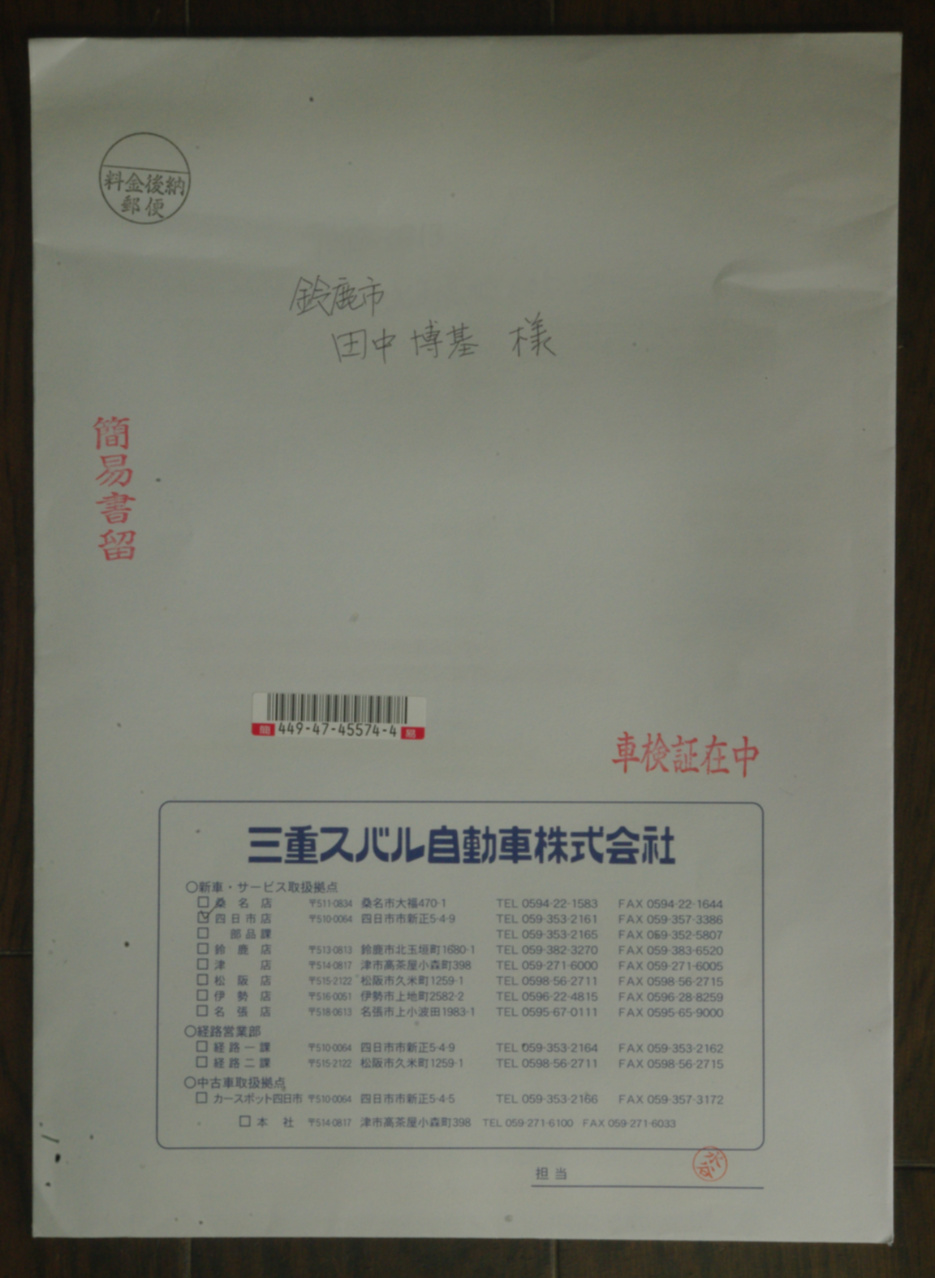 料金後納
郵便
鈴鹿市
田中博基 様
簡易書留
簡 449-47-45574-4 易
車検証在中
三重スバル自動車株式会社
○新車・サービス取扱拠点
□桑名店 〒511-0834 桑名市大福470-1 TEL 0594-22-1583 FAX 0594-22-1644
☑四日市店 〒510-0064 四日市市新正5-4-9 TEL 059-353-2161 FAX 059-357-3386
□部品課 TEL 059-353-2165 FAX 059-352-5807
□鈴鹿店 〒513-0813 鈴鹿市北玉垣町1680-1 TEL 059-382-3270 FAX 059-383-6520
□津店 〒514-0817 津市高茶屋小森町398 TEL 059-271-6000 FAX 059-271-6005
□松阪店 〒515-2122 松阪市久米町1259-1 TEL 0598-56-2711 FAX 0598-56-2715
□伊勢店 〒516-0051 伊勢市上地町2582-2 TEL 0596-22-4815 FAX 0596-28-8259
□名張店 〒518-0613 名張市上小波田1983-1 TEL 0595-67-0111 FAX 0595-65-9000
○経路営業部
□経路一課 〒510-0064 四日市市新正5-4-9 TEL 059-353-2164 FAX 059-353-2162
□経路二課 〒515-2122 松阪市久米町1259-1 TEL 0598-56-2711 FAX 0598-56-2715
○中古車取扱拠点
□カースポット四日市 〒510-0064 四日市市新正5-4-5 TEL 059-353-2166 FAX 059-357-3172
□本社 〒514-0817 津市高茶屋小森町398 TEL 059-271-6100 FAX 059-271-6033
担当